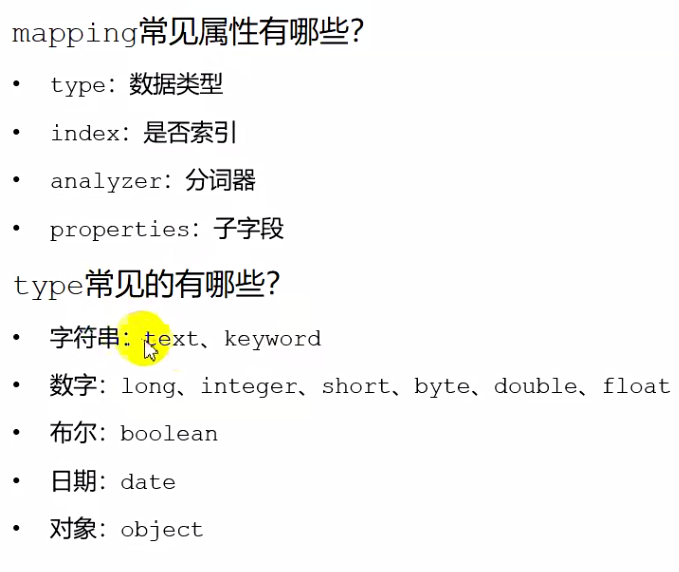 mapping常见属性有哪些？
• type：数据类型
• index：是否索引
• analyzer：分词器
• properties：子字段
type常见的有哪些？
• 字符串：text、keyword
• 数字：long、integer、short、byte、double、float
• 布尔：boolean
• 日期：date
• 对象：object